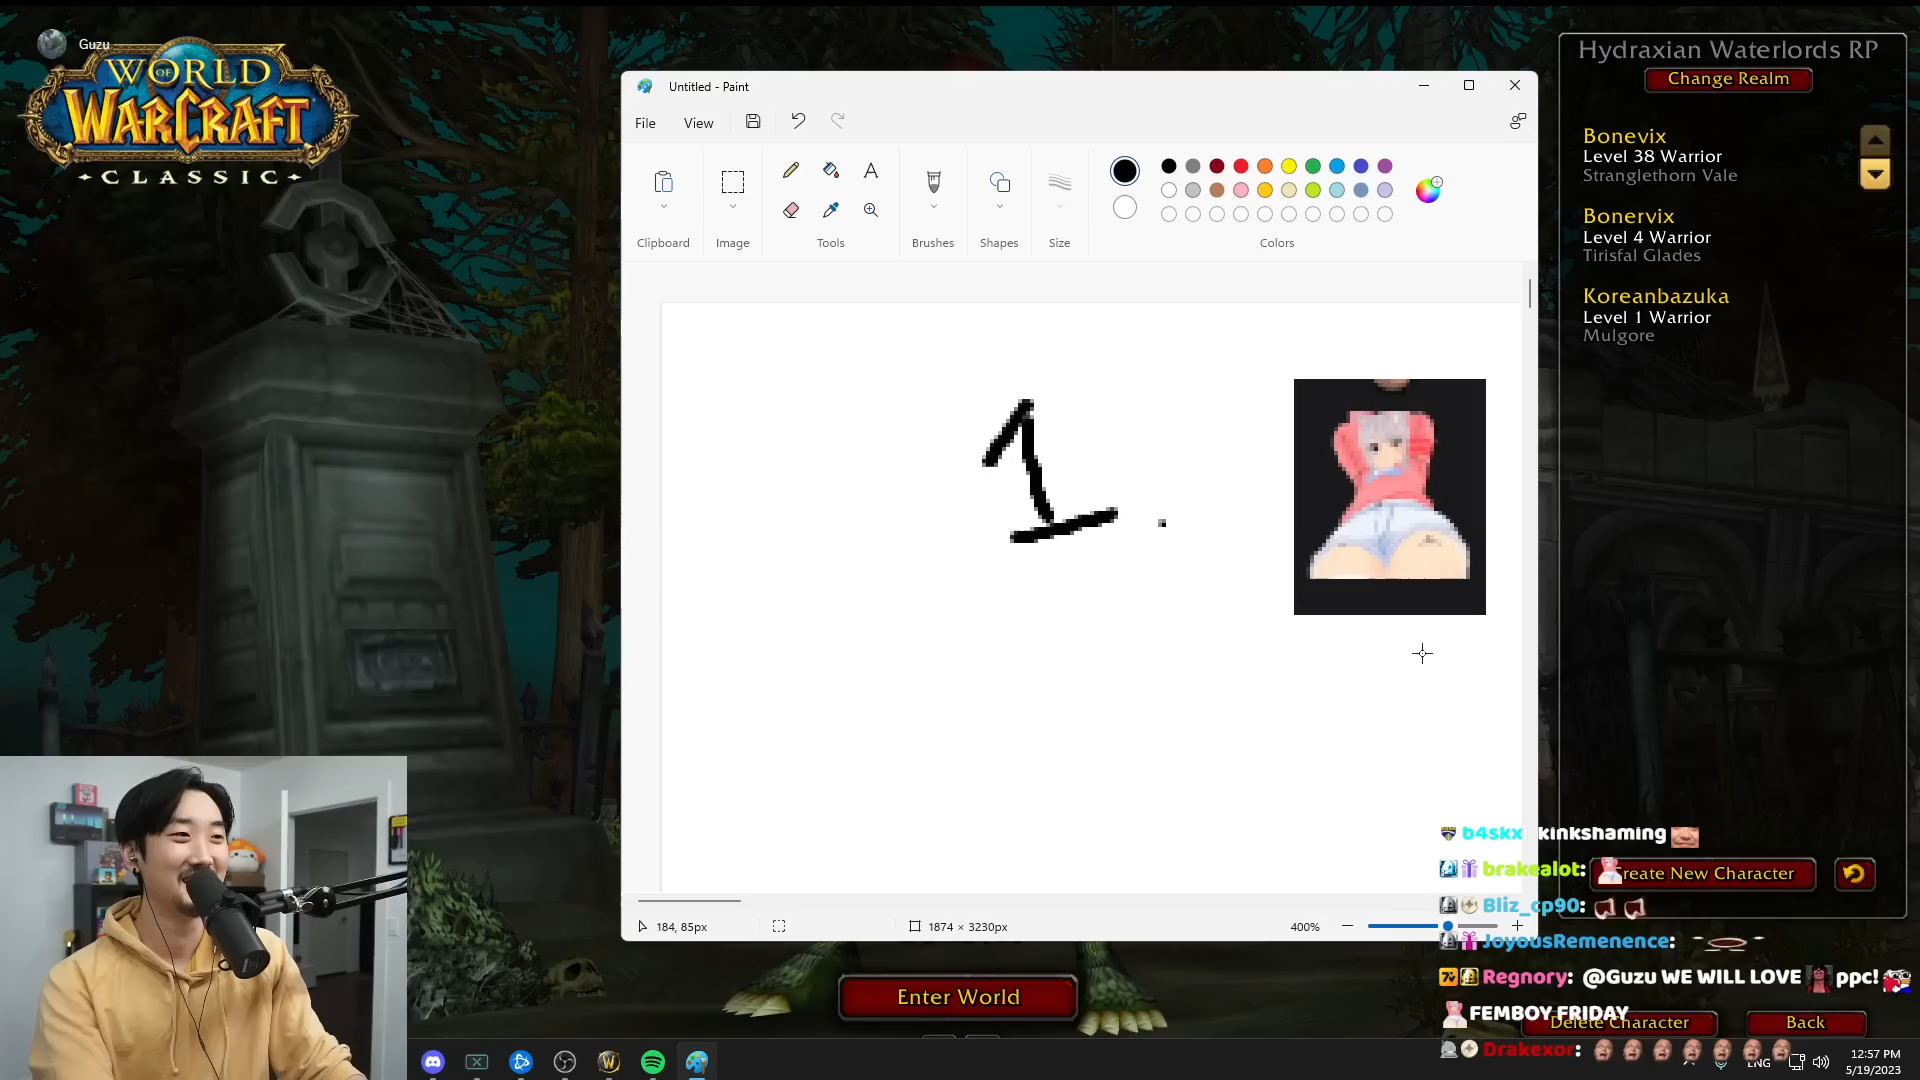 Guzu
WORLD OF WARCRAFT
CLASSIC
Untitled - Paint
File
View
Clipboard
Image
Tools
Brushes
Shapes
Size
Colors
1.
184, 85px
1874 × 3230px
400%
Hydraxian Waterlords RP
Change Realm
Bonevix
Level 38 Warrior
Stranglethorn Vale
Bonervix
Level 4 Warrior
Tirisfal Glades
Koreanbazuka
Level 1 Warrior
Mulgore
b4skx kinkshaming
brakealot:
Create New Character
Bliz_cp90:
JoyousRemenence:
Regnory: @Guzu WE WILL LOVE ppc!
FEMBOY FRIDAY
Enter World
Delete Character
Back
Drakexor:
ENG
12:57 PM
5/19/2023